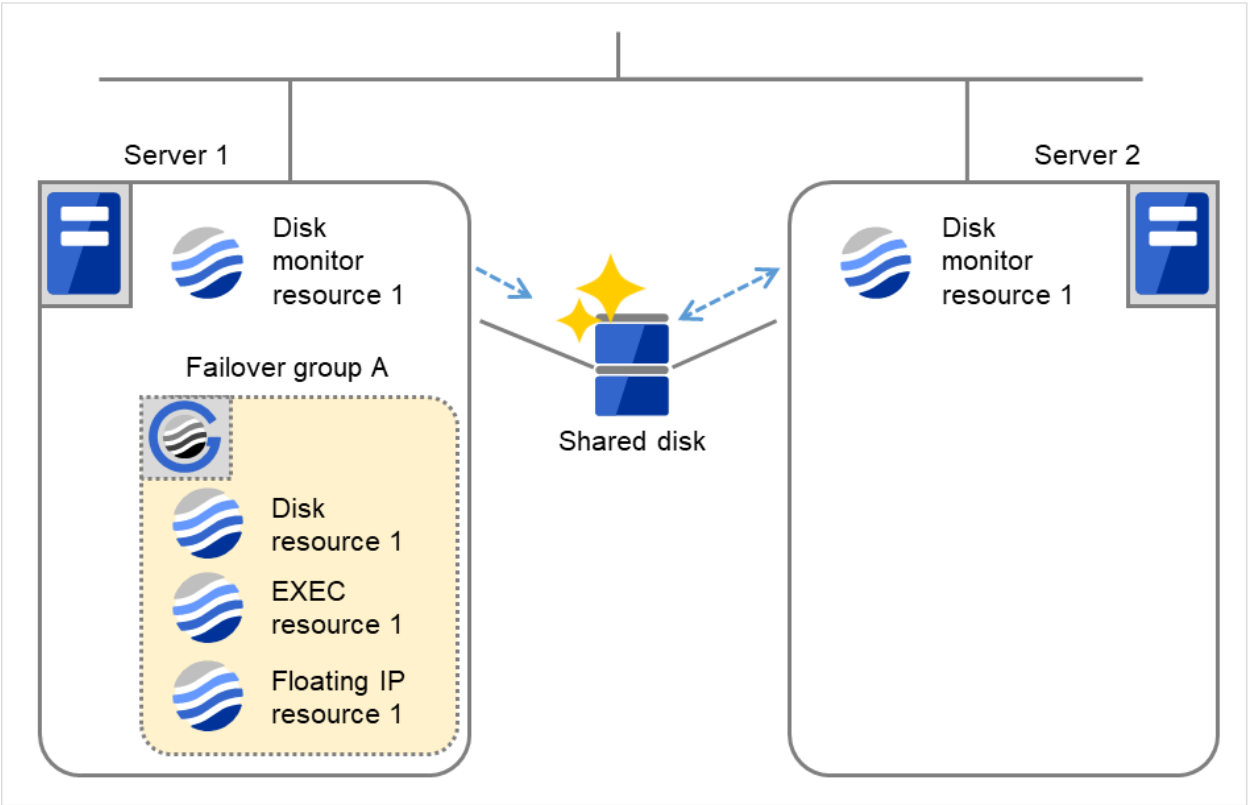 Server 1
Server 2
Disk
monitor
resource 1
Disk
monitor
resource 1
Failover group A
Shared disk
Disk
resource 1
EXEC
resource 1
Floating IP
resource 1